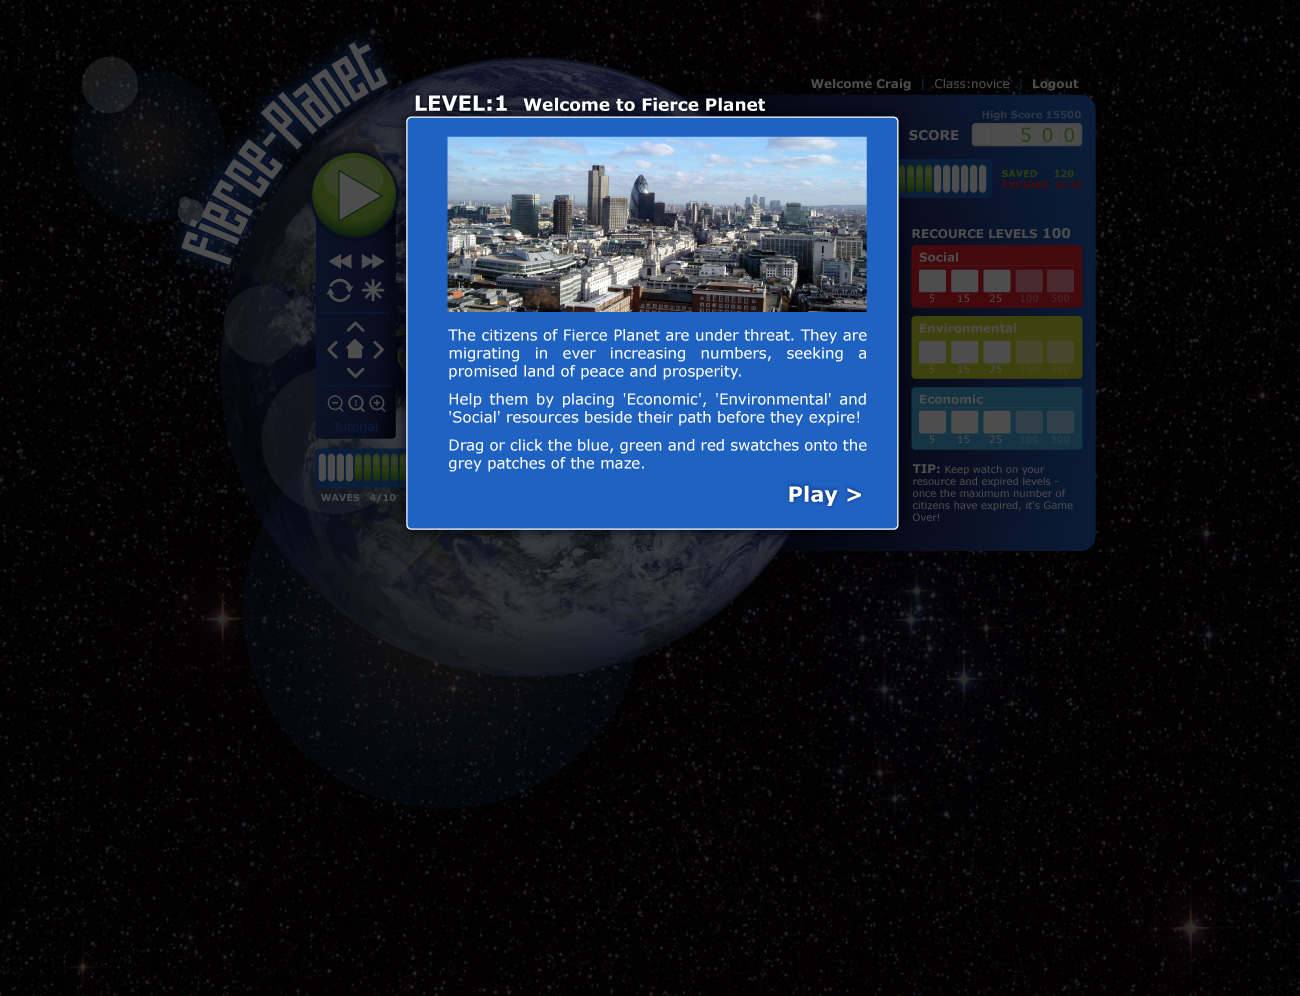 Fierce-Planet
Welcome Craig | Class:novice | Logout
LEVEL:1 Welcome to Fierce Planet
High Score 15500
SCORE 500
SAVED 120
EXPIRED
The citizens of Fierce Planet are under threat. They are
migrating in ever increasing numbers, seeking a
promised land of peace and prosperity.
Help them by placing 'Economic', 'Environmental' and
'Social' resources beside their path before they expire!
Drag or click the blue, green and red swatches onto the
grey patches of the maze.
Play >
1
Tutorial
WAVES 4/10
RECOURCE LEVELS 100
Social
5 15 25 100 500
Environmental
5 15 25 100 500
Economic
5 15 25 100 500
TIP: Keep watch on your
resource and expired levels -
once the maximum number of
citizens have expired, it's Game
Over!